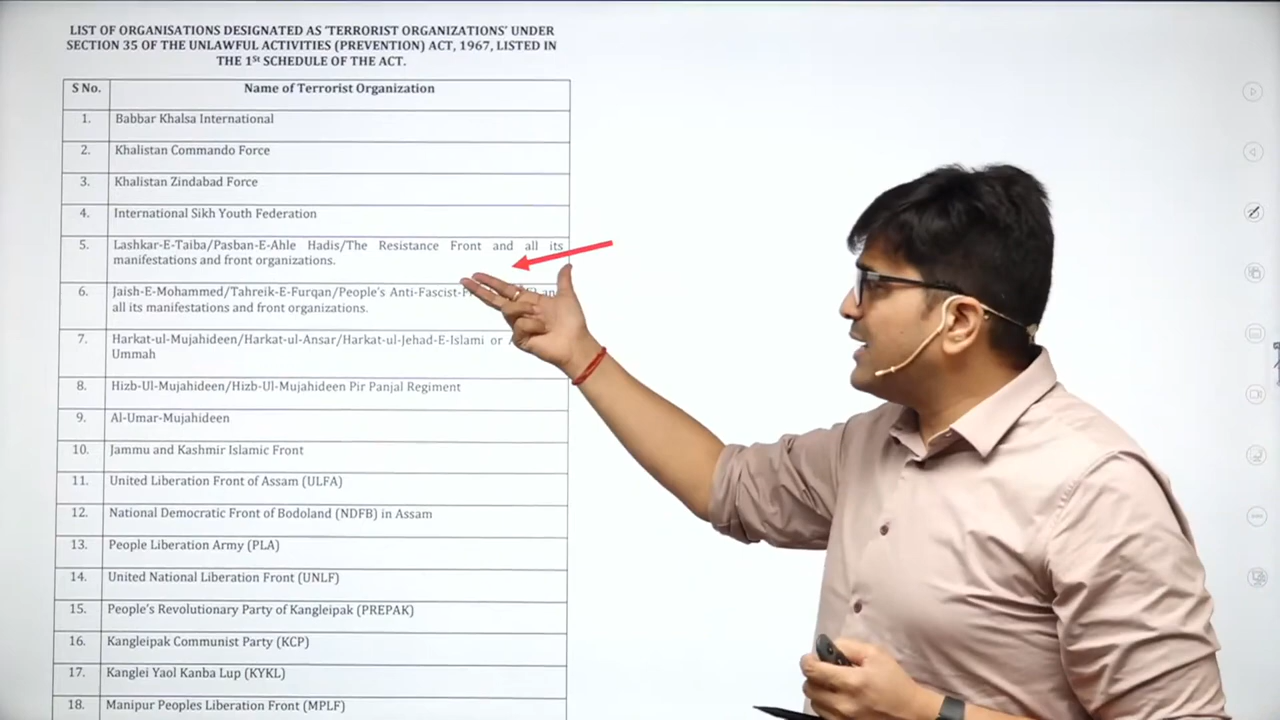 LIST OF ORGANISATIONS DESIGNATED AS 'TERRORIST ORGANIZATIONS' UNDER
SECTION 35 OF THE UNLAWFUL ACTIVITIES (PREVENTION) ACT, 1967, LISTED IN
THE 1St SCHEDULE OF THE ACT.
S No. Name of Terrorist Organization
1. Babbar Khalsa International
2. Khalistan Commando Force
3. Khalistan Zindabad Force
4. International Sikh Youth Federation
5. Lashkar-E-Taiba/Pasban-E-Ahle Hadis/The Resistance Front and all its
manifestations and front organizations.
6. Jaish-E-Mohammed/Tahreik-E-Furqan/People's Anti-Fascist-
all its manifestations and front organizations.
7. Harkat-ul-Mujahideen/Harkat-ul-Ansar/Harkat-ul-Jehad-E-Islami or
Ummah
8. Hizb-Ul-Mujahideen/Hizb-Ul-Mujahideen Pir Panjal Regiment
9. Al-Umar-Mujahideen
10. Jammu and Kashmir Islamic Front
11. United Liberation Front of Assam (ULFA)
12. National Democratic Front of Bodoland (NDFB) in Assam
13. People Liberation Army (PLA)
14. United National Liberation Front (UNLF)
15. People's Revolutionary Party of Kangleipak (PREPAK)
16. Kangleipak Communist Party (KCP)
17. Kanglei Yaol Kanba Lup (KYKL)
18. Manipur Peoples Liberation Front (MPLF)